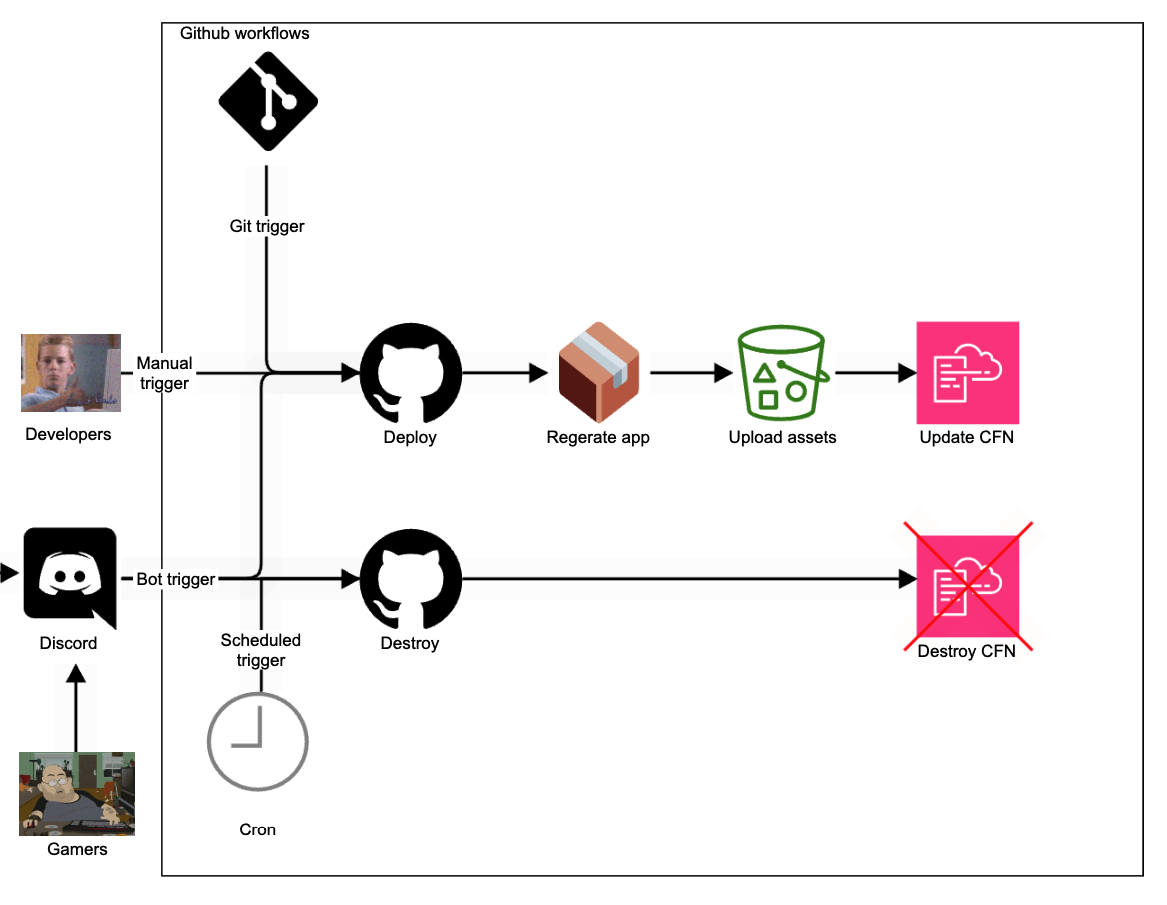 Github workflows
Git trigger
Manual
trigger
Developers
Deploy
Regerate app
Upload assets
Update CFN
Bot trigger
Discord
Scheduled
trigger
Destroy
Destroy CFN
Cron
Gamers